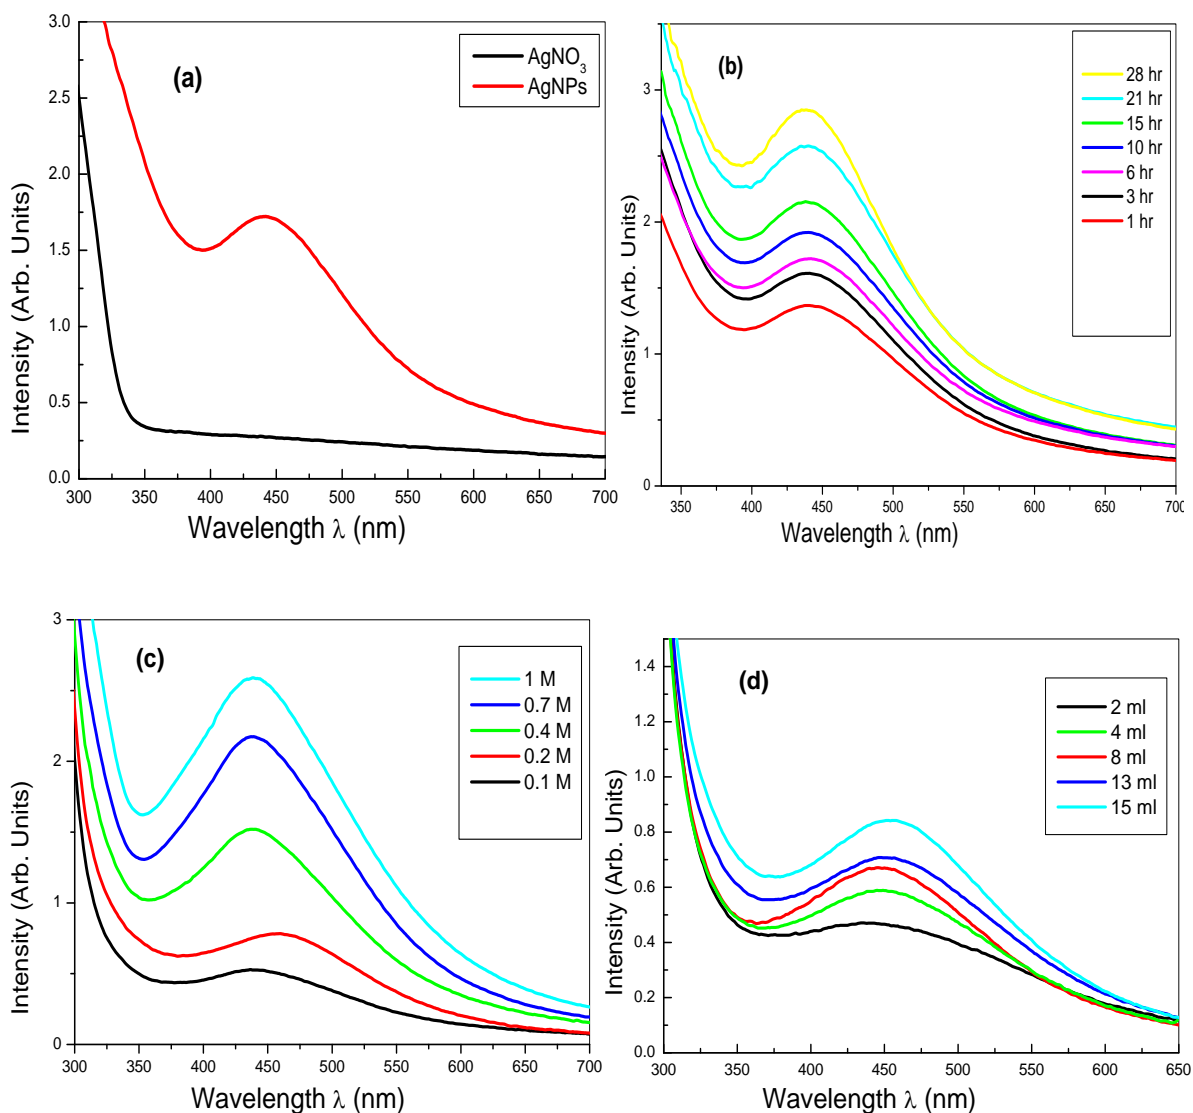 (a)
AgNO3
AgNPs
3.0
2.5
2.0
1.5
1.0
0.5
0.0
300 350 400 450 500 550 600 650 700
Intensity (Arb. Units)
Wavelength λ (nm)
(b)
28 hr
21 hr
15 hr
10 hr
6 hr
3 hr
1 hr
3
2
1
0
350 400 450 500 550 600 650 700
Intensity (Arb. Units)
Wavelength λ (nm)
(c)
1 M
0.7 M
0.4 M
0.2 M
0.1 M
3
2
1
0
300 350 400 450 500 550 600 650 700
Intensity (Arb. Units)
Wavelength λ (nm)
(d)
2 ml
4 ml
8 ml
13 ml
15 ml
1.4
1.2
1.0
0.8
0.6
0.4
0.2
0.0
300 350 400 450 500 550 600 650
Intensity (Arb. Units)
Wavelength λ (nm)